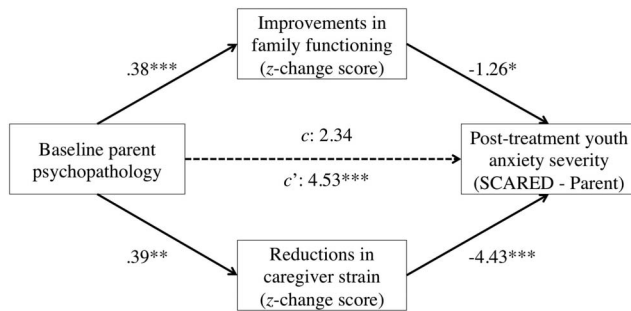 Improvements in
family functioning
(z-change score)
.38***
-1.26*
Baseline parent
psychopathology
c: 2.34
c’: 4.53***
Post-treatment youth
anxiety severity
(SCARED - Parent)
.39**
-4.43***
Reductions in
caregiver strain
(z-change score)